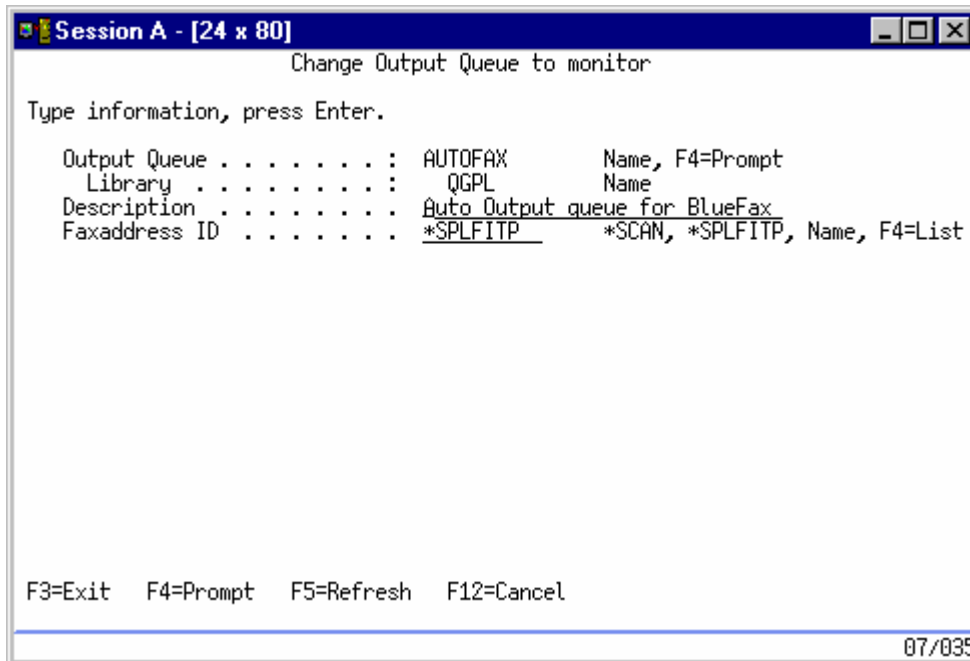 Session A - [24 x 80]
Change Output Queue to monitor
Type information, press Enter.
Output Queue . . . . . . . : AUTOFAX Name, F4=Prompt
Library . . . . . . . . : QGPL Name
Description . . . . . . . . Auto Output queue for BlueFax
Faxaddress ID . . . . . . . *SPLFITP *SCAN, *SPLFITP, Name, F4=List
F3=Exit F4=Prompt F5=Refresh F12=Cancel
07/035